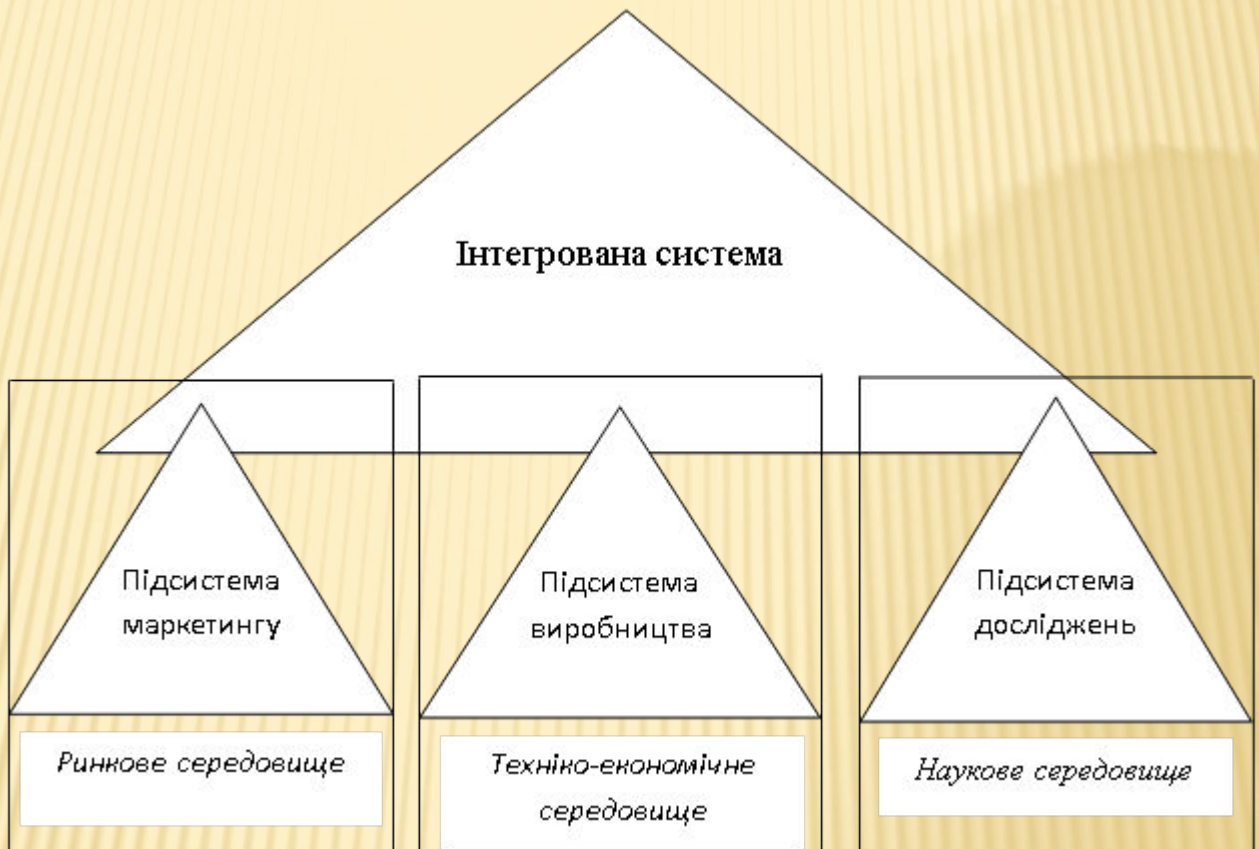 Інтегрована система
Підсистема
маркетингу
Підсистема
виробництва
Підсистема
досліджень
Ринкове середовище
Техніко-економічне
середовище
Наукове середовище